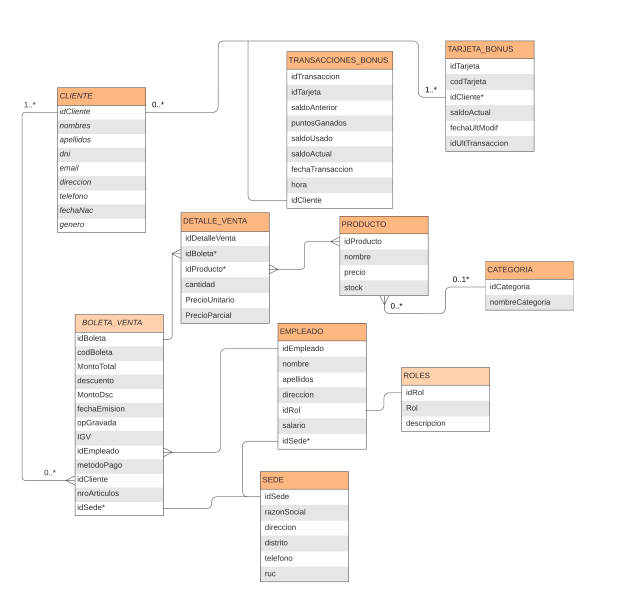 CLIENTE
idCliente
nombres
apellidos
dni
email
direccion
telefono
fechaNac
genero
1..*
0..*
TRANSACCIONES_BONUS
idTransaccion
idTarjeta
saldoAnterior
puntosGanados
saldoUsado
saldoActual
fechaTransaccion
hora
idCliente
TARJETA_BONUS
idTarjeta
codTarjeta
idCliente*
saldoActual
fechaUltModif
idUltTransaccion
1..*
DETALLE_VENTA
idDetalleVenta
idBoleta*
idProducto*
cantidad
PrecioUnitario
PrecioParcial
PRODUCTO
idProducto
nombre
precio
stock
0..*
0..1*
CATEGORIA
idCategoria
nombreCategoria
BOLETA_VENTA
idBoleta
codBoleta
MontoTotal
descuento
MontoDsc
fechaEmision
opGravada
IGV
idEmpleado
metodoPago
idCliente
nroArticulos
idSede*
0..*
EMPLEADO
idEmpleado
nombre
apellidos
direccion
idRol
salario
idSede*
ROLES
idRol
Rol
descripcion
SEDE
idSede
razonSocial
direccion
distrito
telefono
ruc